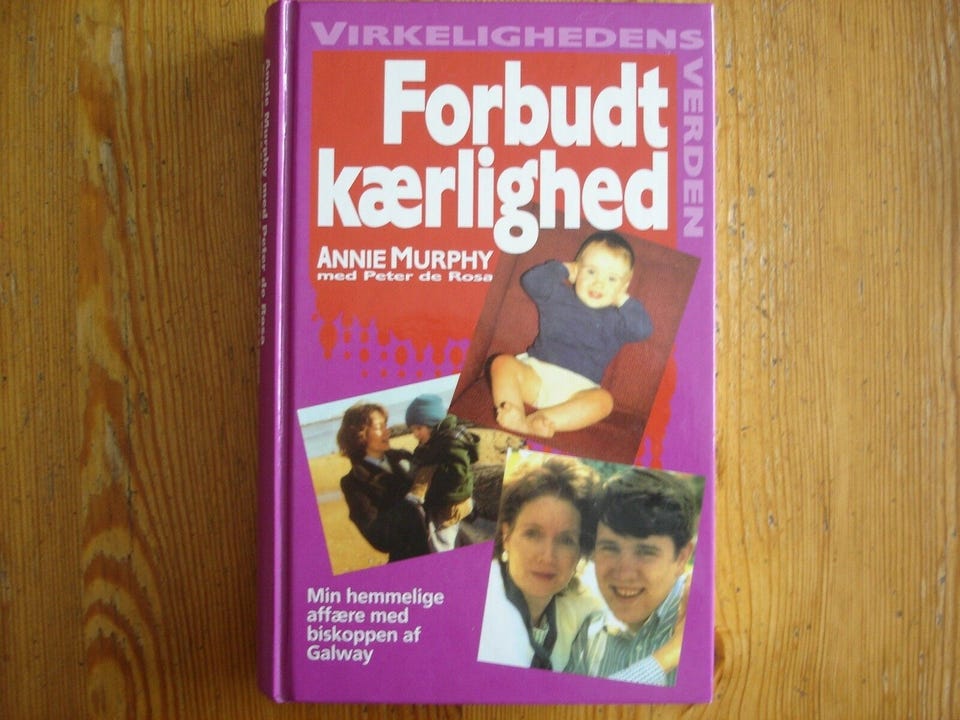 VIRKELIGHEDENS
VERDEN
Forbudt
kærlighed
ANNIE MURPHY
med Peter de Rosa
Min hemmelige
affære med
biskoppen af
Galway
Annie Murphy med Peter de Rosa